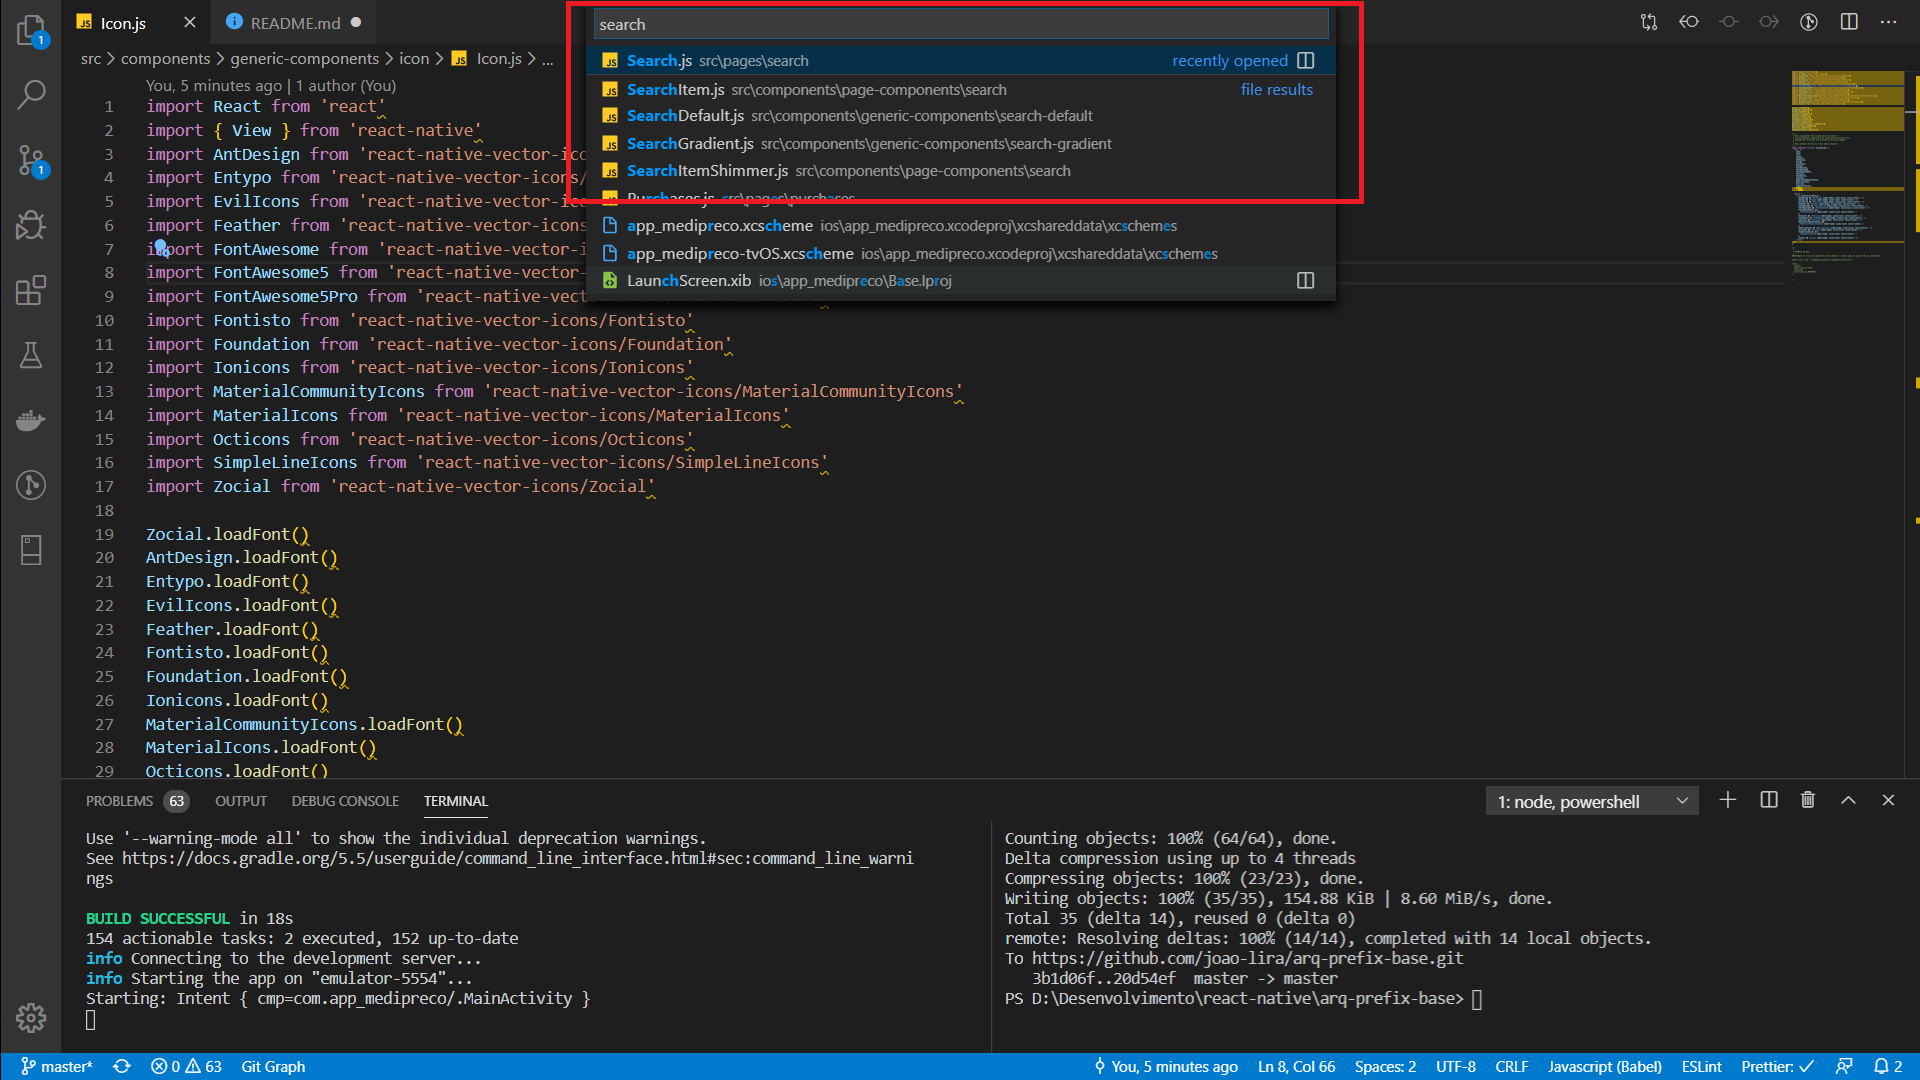 1
1
JS Icon.js
README.md
search
JS Search.js src\pages\search recently opened
JS SearchItem.js src\components\page-components\search file results
JS SearchDefault.js src\components\generic-components\search-default
JS SearchGradient.js src\components\generic-components\search-gradient
JS SearchItemShimmer.js src\components\page-components\search
Purchases.js src\pages\purchases
app_medipreco.xcscheme ios\app_medipreco.xcodeproj\xcshareddata\xcschemes
app_medipreco-tvOS.xcscheme ios\app_medipreco.xcodeproj\xcshareddata\xcschemes
LaunchScreen.xib ios\app_medipreco\Base.lproj
src > components > generic-components > icon > JS Icon.js > ...
You, 5 minutes ago | 1 author (You)
1 import React from 'react'
2 import { View } from 'react-native'
3 import AntDesign from 'react-native-vector-ico
4 import Entypo from 'react-native-vector-icons/
5 import EvilIcons from 'react-native-vector-ic
6 import Feather from 'react-native-vector-icons
7 import FontAwesome from 'react-native-vector-i
8 import FontAwesome5 from 'react-native-vector-
9 import FontAwesome5Pro from 'react-native-vect
10 import Fontisto from 'react-native-vector-icons/Fontisto'
11 import Foundation from 'react-native-vector-icons/Foundation'
12 import Ionicons from 'react-native-vector-icons/Ionicons'
13 import MaterialCommunityIcons from 'react-native-vector-icons/MaterialCommunityIcons'
14 import MaterialIcons from 'react-native-vector-icons/MaterialIcons'
15 import Octicons from 'react-native-vector-icons/Octicons'
16 import SimpleLineIcons from 'react-native-vector-icons/SimpleLineIcons'
17 import Zocial from 'react-native-vector-icons/Zocial'
18
19 Zocial.loadFont()
20 AntDesign.loadFont()
21 Entypo.loadFont()
22 EvilIcons.loadFont()
23 Feather.loadFont()
24 Fontisto.loadFont()
25 Foundation.loadFont()
26 Ionicons.loadFont()
27 MaterialCommunityIcons.loadFont()
28 MaterialIcons.loadFont()
29 Octicons.loadFont()
PROBLEMS 63 OUTPUT DEBUG CONSOLE TERMINAL 1: node, powershell
Use '--warning-mode all' to show the individual deprecation warnings.
See https://docs.gradle.org/5.5/userguide/command_line_interface.html#sec:command_line_warni
ngs
BUILD SUCCESSFUL in 18s
154 actionable tasks: 2 executed, 152 up-to-date
info Connecting to the development server...
info Starting the app on "emulator-5554"...
Starting: Intent { cmp=com.app_medipreco/.MainActivity }
Counting objects: 100% (64/64), done.
Delta compression using up to 4 threads
Compressing objects: 100% (23/23), done.
Writing objects: 100% (35/35), 154.88 KiB | 8.60 MiB/s, done.
Total 35 (delta 14), reused 0 (delta 0)
remote: Resolving deltas: 100% (14/14), completed with 14 local objects.
To https://github.com/joao-lira/arq-prefix-base.git
3b1d06f..20d54ef master -> master
PS D:\Desenvolvimento\react-native\arq-prefix-base>
master* 0 63 Git Graph You, 5 minutes ago Ln 8, Col 66 Spaces: 2 UTF-8 CRLF Javascript (Babel) ESLint Prettier: ✓ 2